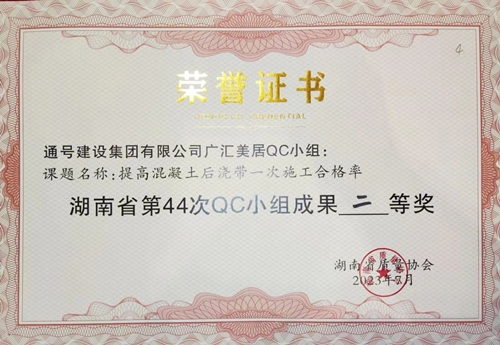 4
荣誉证书
通号建设集团有限公司广汇美居QC小组：
课题名称：提高混凝土后浇带一次施工合格率
湖南省第44次QC小组成果 二 等奖
湖南省质量协会
2023年7月